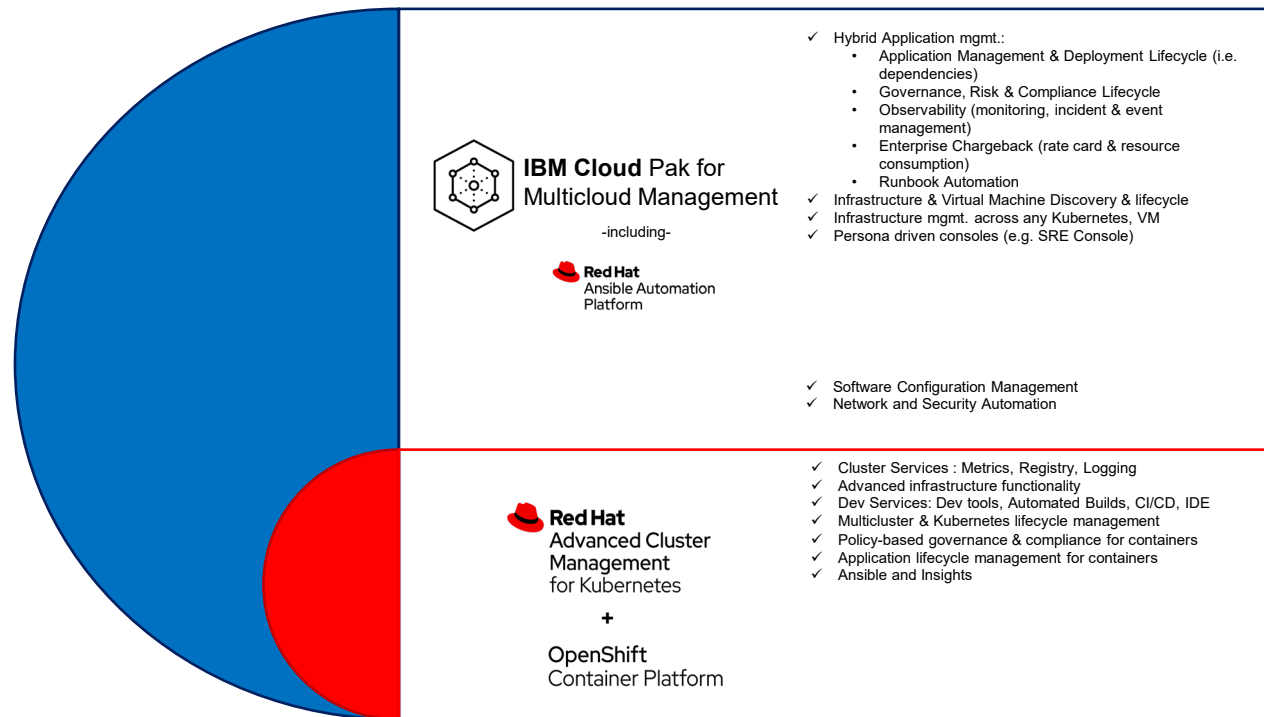 IBM Cloud Pak for
Multicloud Management
-including-
Red Hat
Ansible Automation
Platform
✓ Hybrid Application mgmt.:
• Application Management & Deployment Lifecycle (i.e.
dependencies)
• Governance, Risk & Compliance Lifecycle
• Observability (monitoring, incident & event
management)
• Enterprise Chargeback (rate card & resource
consumption)
• Runbook Automation
✓ Infrastructure & Virtual Machine Discovery & lifecycle
✓ Infrastructure mgmt. across any Kubernetes, VM
✓ Persona driven consoles (e.g. SRE Console)
✓ Software Configuration Management
✓ Network and Security Automation
Red Hat
Advanced Cluster
Management
for Kubernetes
+
OpenShift
Container Platform
✓ Cluster Services : Metrics, Registry, Logging
✓ Advanced infrastructure functionality
✓ Dev Services: Dev tools, Automated Builds, CI/CD, IDE
✓ Multicluster & Kubernetes lifecycle management
✓ Policy-based governance & compliance for containers
✓ Application lifecycle management for containers
✓ Ansible and Insights